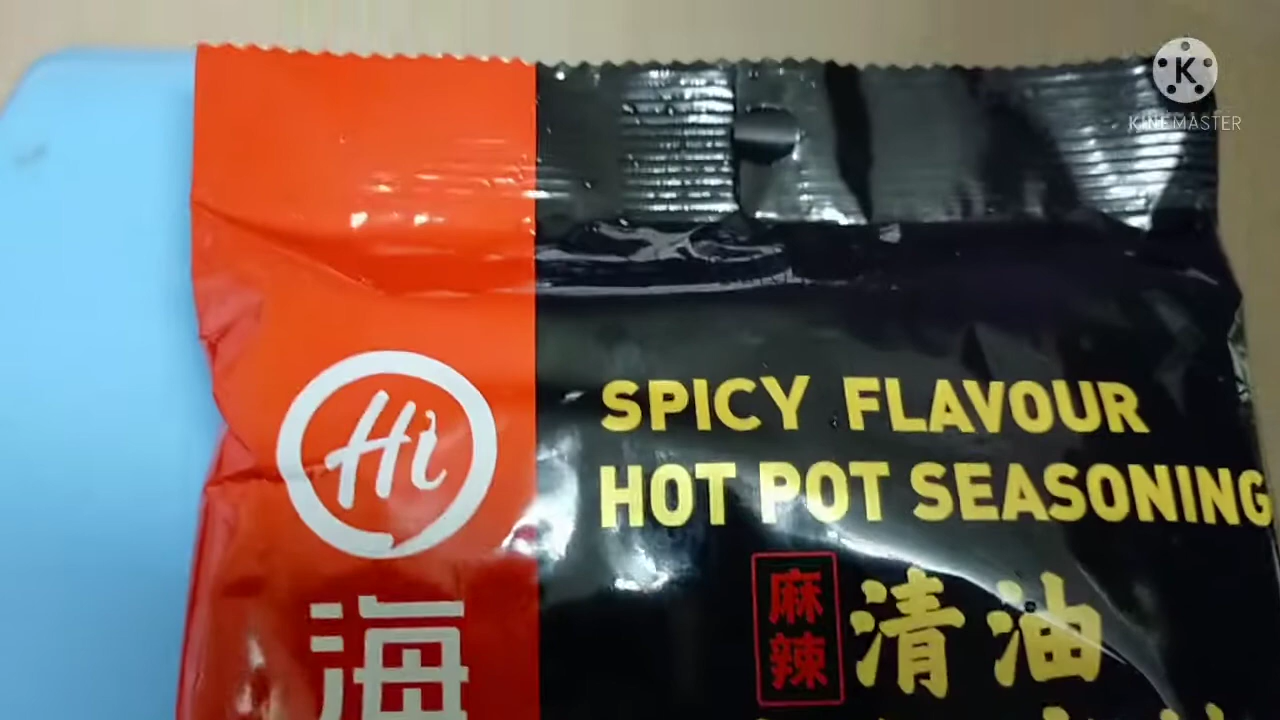 K
KINEMASTER
Hi
海
SPICY FLAVOUR
HOT POT SEASONING
麻辣
清油